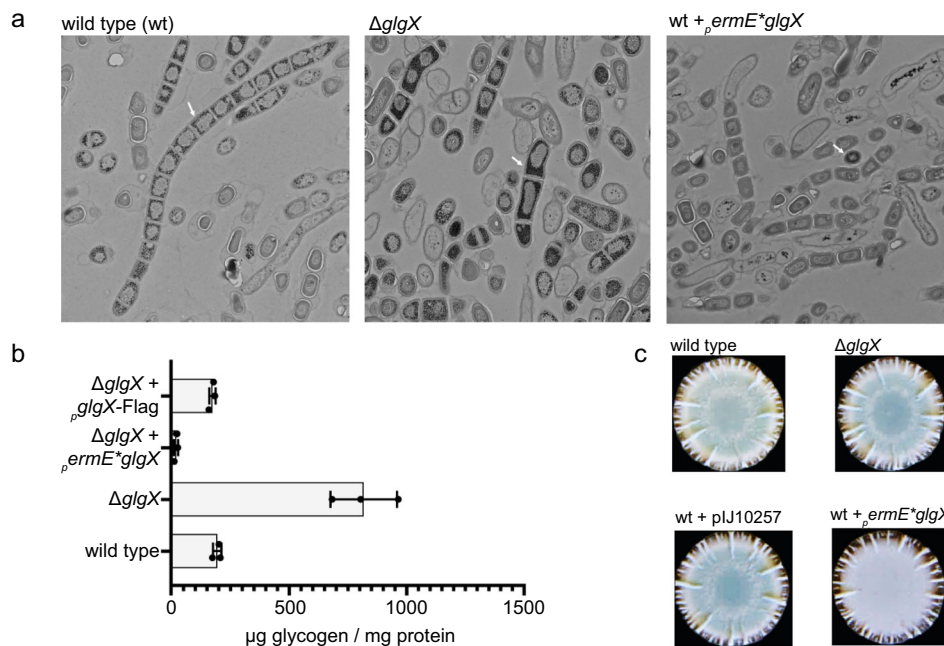 a
wild type (wt)
ΔglgX
wt + permE*glgX
b
ΔglgX +
pglgX-Flag
ΔglgX +
permE*glgX
ΔglgX
wild type
0
500
1000
1500
µg glycogen / mg protein
c
wild type
ΔglgX
wt + pIJ10257
wt + permE*glgX